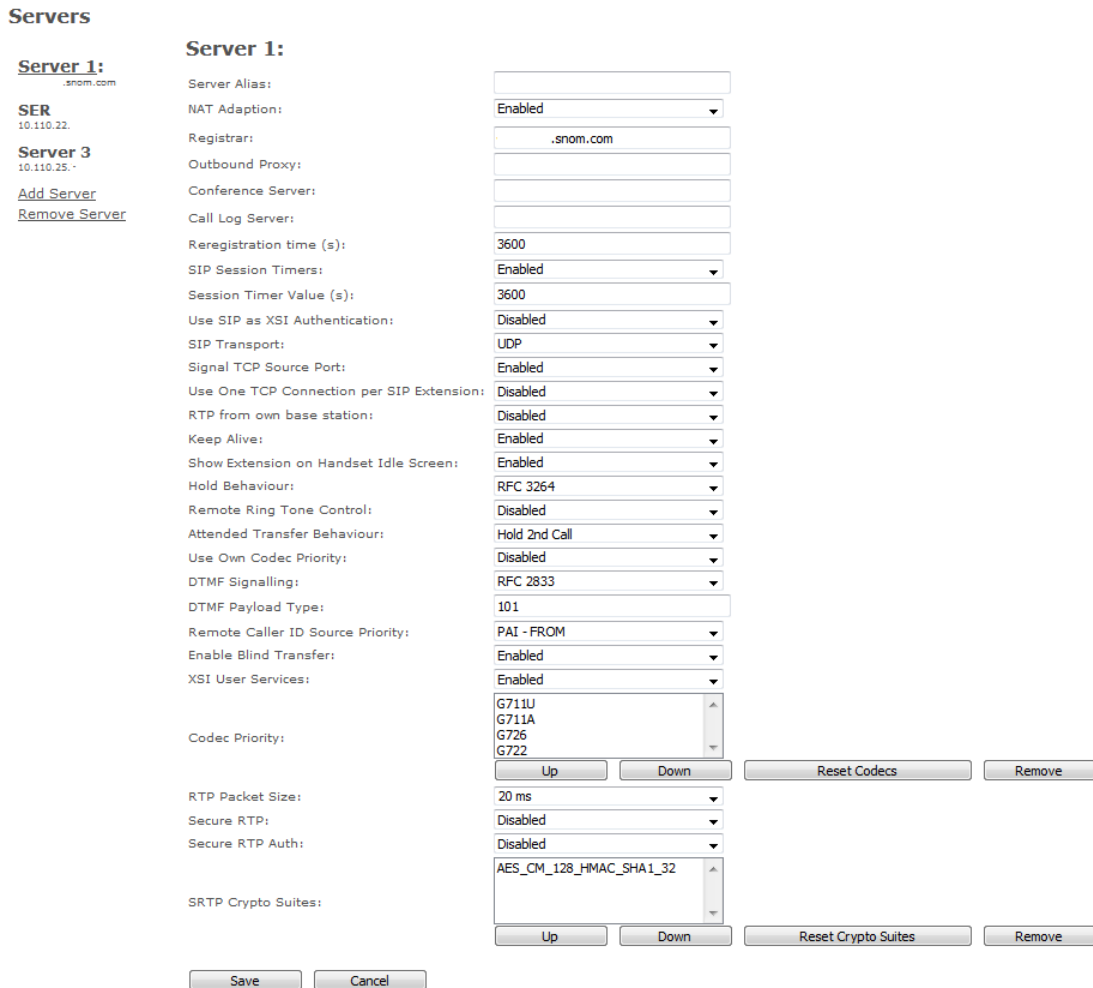 Servers
Server 1:
.snom.com
SER
10.110.22.
Server 3
10.110.25. -
Add Server
Remove Server
Server 1:
Server Alias:
NAT Adaption: Enabled
Registrar: .snom.com
Outbound Proxy:
Conference Server:
Call Log Server:
Reregistration time (s): 3600
SIP Session Timers: Enabled
Session Timer Value (s): 3600
Use SIP as XSI Authentication: Disabled
SIP Transport: UDP
Signal TCP Source Port: Enabled
Use One TCP Connection per SIP Extension: Disabled
RTP from own base station: Disabled
Keep Alive: Enabled
Show Extension on Handset Idle Screen: Enabled
Hold Behaviour: RFC 3264
Remote Ring Tone Control: Disabled
Attended Transfer Behaviour: Hold 2nd Call
Use Own Codec Priority: Disabled
DTMF Signalling: RFC 2833
DTMF Payload Type: 101
Remote Caller ID Source Priority: PAI - FROM
Enable Blind Transfer: Enabled
XSI User Services: Enabled
Codec Priority:
G711U
G711A
G726
G722
Up Down Reset Codecs Remove
RTP Packet Size: 20 ms
Secure RTP: Disabled
Secure RTP Auth: Disabled
SRTP Crypto Suites:
AES_CM_128_HMAC_SHA1_32
Up Down Reset Crypto Suites Remove
Save Cancel